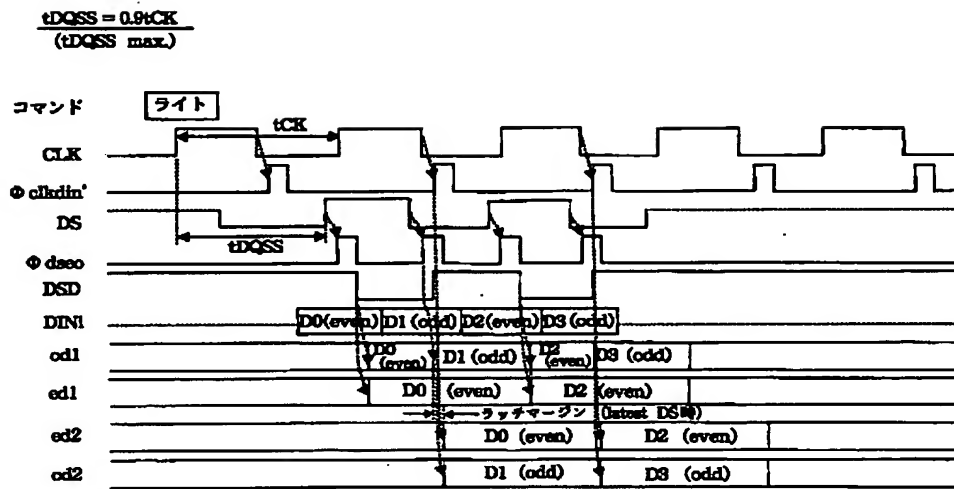 tDQSS = 0.9tCK
(tDQSS max.)
コマンド ライト
tCK
CLK
Φ clkdin'
DS
tDQSS
Φ dseo
DSD
DIN1 D0(even) D1(odd) D2(even) D3(odd)
od1 D0 (even) D1 (odd) D2 (even) D3 (odd)
ed1 D0 (even) D2 (even)
ラッチマージン (latest DS時)
ed2 D0 (even) D2 (even)
od2 D1 (odd) D3 (odd)